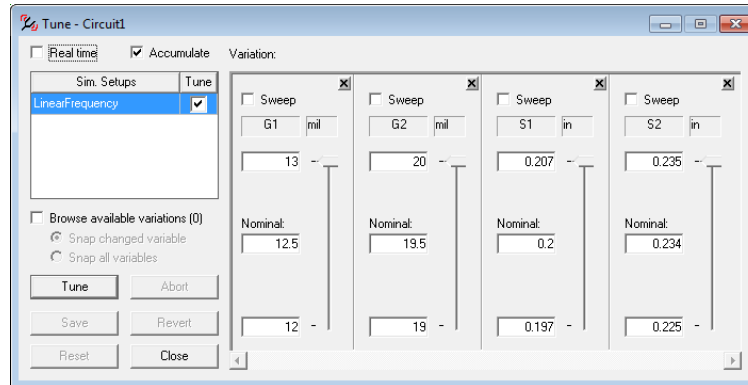 Tune - Circuit1
Real time
Accumulate
Variation:
Sim. Setups Tune
LinearFrequency
Browse available variations (0)
Snap changed variable
Snap all variables
Tune Abort
Save Revert
Reset Close
Sweep
G1 mil
13
Nominal:
12.5
12
Sweep
G2 mil
20
Nominal:
19.5
19
Sweep
S1 in
0.207
Nominal:
0.2
0.197
Sweep
S2 in
0.235
Nominal:
0.234
0.225